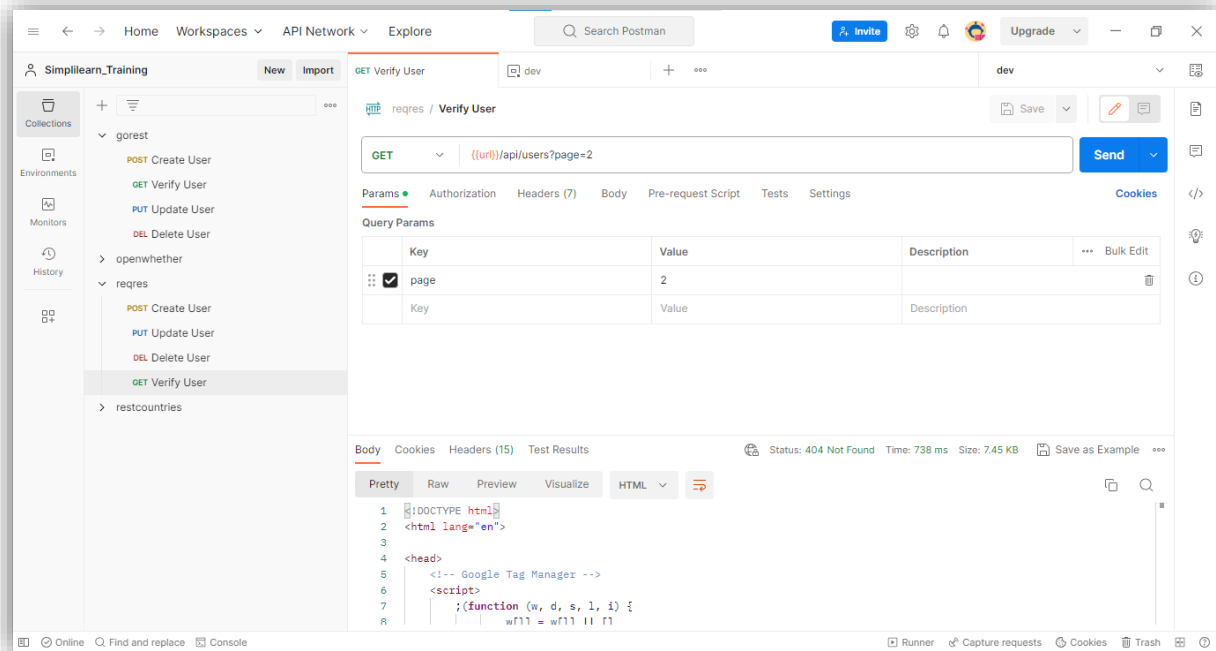 Home Workspaces API Network Explore Search Postman Invite Upgrade
Simplilearn_Training New Import GET Verify User dev dev
Collections
Environments
Monitors
History
gorest
POST Create User
GET Verify User
PUT Update User
DEL Delete User
openwhether
reqres
POST Create User
PUT Update User
DEL Delete User
GET Verify User
restcountries
HTTP reqres / Verify User Save
GET {{url}}/api/users?page=2 Send
Params Authorization Headers (7) Body Pre-request Script Tests Settings Cookies
Query Params
Key Value Description Bulk Edit
page 2
Key Value Description
Body Cookies Headers (15) Test Results Status: 404 Not Found Time: 738 ms Size: 7.45 KB Save as Example
Pretty Raw Preview Visualize HTML
1 <!DOCTYPE html>
2 <html lang="en">
3
4 <head>
5 <!-- Google Tag Manager -->
6 <script>
7 ;(function (w, d, s, l, i) {
8 w[l] = w[l] || []
Online Find and replace Console Runner Capture requests Cookies Trash